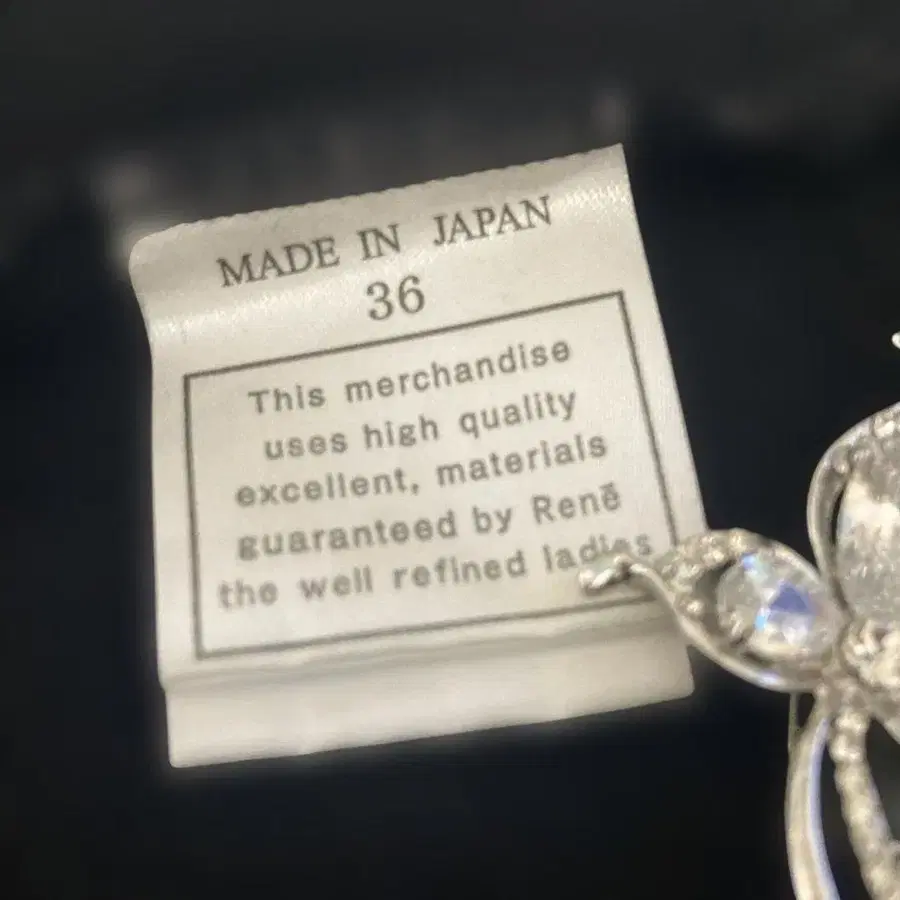 MADE IN JAPAN
36
This merchandise
uses high quality
excellent, materials
guaranteed by Renē
the well refined ladies